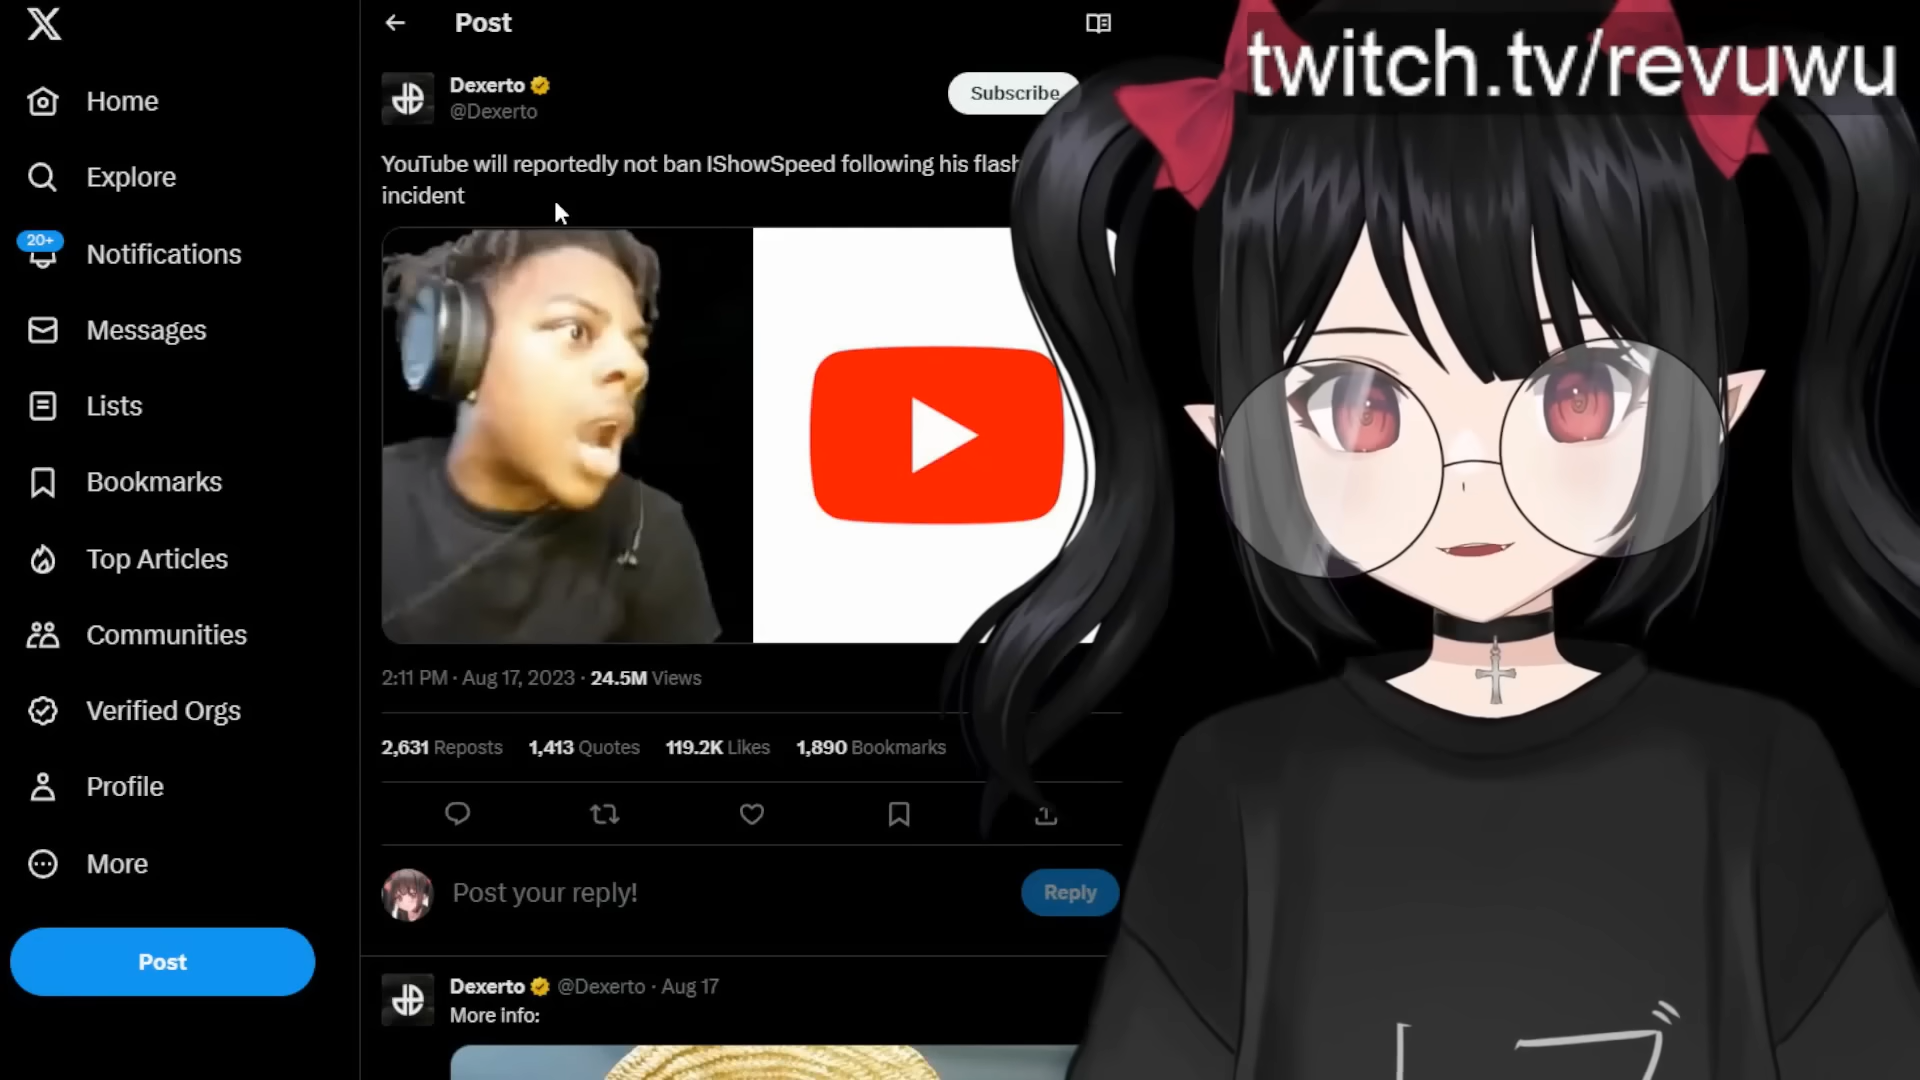 twitch.tv/revuwu
Post
Dexerto
@Dexerto
Subscribe
YouTube will reportedly not ban IShowSpeed following his flash
incident
2:11 PM · Aug 17, 2023 · 24.5M Views
2,631 Reposts 1,413 Quotes 119.2K Likes 1,890 Bookmarks
Post your reply!
Reply
Dexerto @Dexerto · Aug 17
More info:
Home
Explore
20+
Notifications
Messages
Lists
Bookmarks
Top Articles
Communities
Verified Orgs
Profile
More
Post